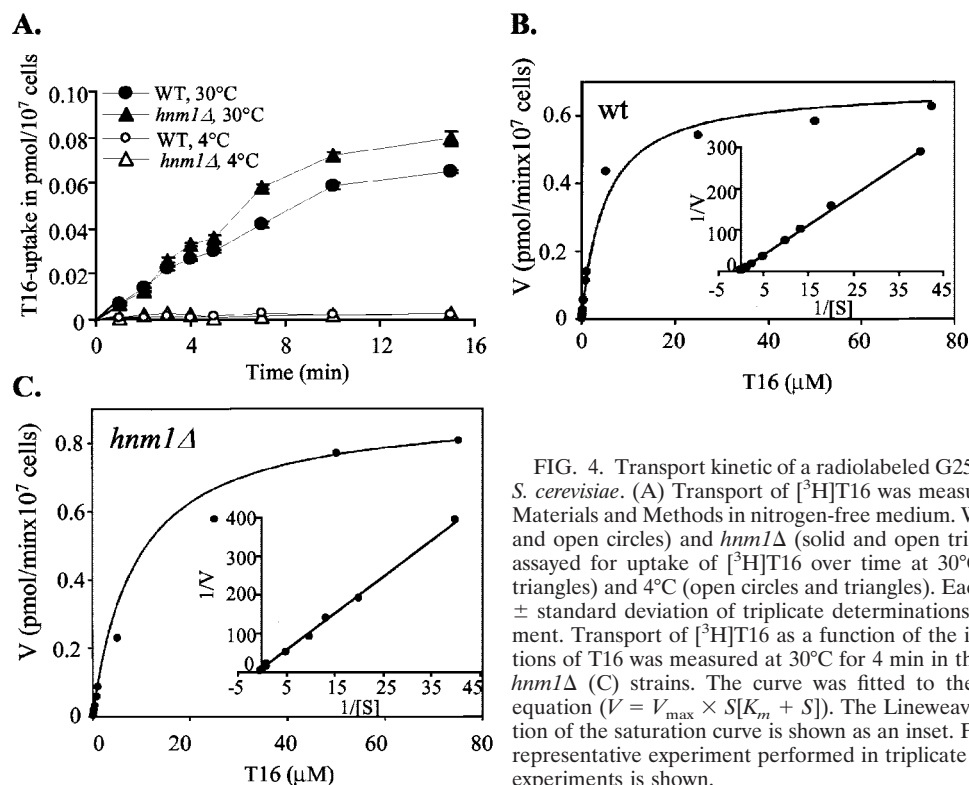 A.
T16-uptake in pmol/10⁷ cells
0.10
0.08
0.06
0.04
0.02
0
WT, 30°C
hnm1Δ, 30°C
WT, 4°C
hnm1Δ, 4°C
0 4 8 12 16
Time (min)
B.
wt
V (pmol/minx10⁷ cells)
0.6
0.4
0.2
0
0 20 40 60 80
T16 (μM)
1/V
300
200
100
0
-5 5 15 25 35 45
1/[S]
C.
hnm1Δ
V (pmol/minx10⁷ cells)
0.8
0.6
0.4
0.2
0
0 20 40 60 80
T16 (μM)
1/V
400
300
200
100
0
-5 5 15 25 35 45
1/[S]
FIG. 4. Transport kinetic of a radiolabeled G25
S. cerevisiae. (A) Transport of [³H]T16 was measu
Materials and Methods in nitrogen-free medium. W
and open circles) and hnm1Δ (solid and open tri
assayed for uptake of [³H]T16 over time at 30°C
triangles) and 4°C (open circles and triangles). Eac
± standard deviation of triplicate determinations
ment. Transport of [³H]T16 as a function of the i
tions of T16 was measured at 30°C for 4 min in th
hnm1Δ (C) strains. The curve was fitted to the
equation (V = Vmax × S[Km + S]). The Lineweav
tion of the saturation curve is shown as an inset. F
representative experiment performed in triplicate
experiments is shown.